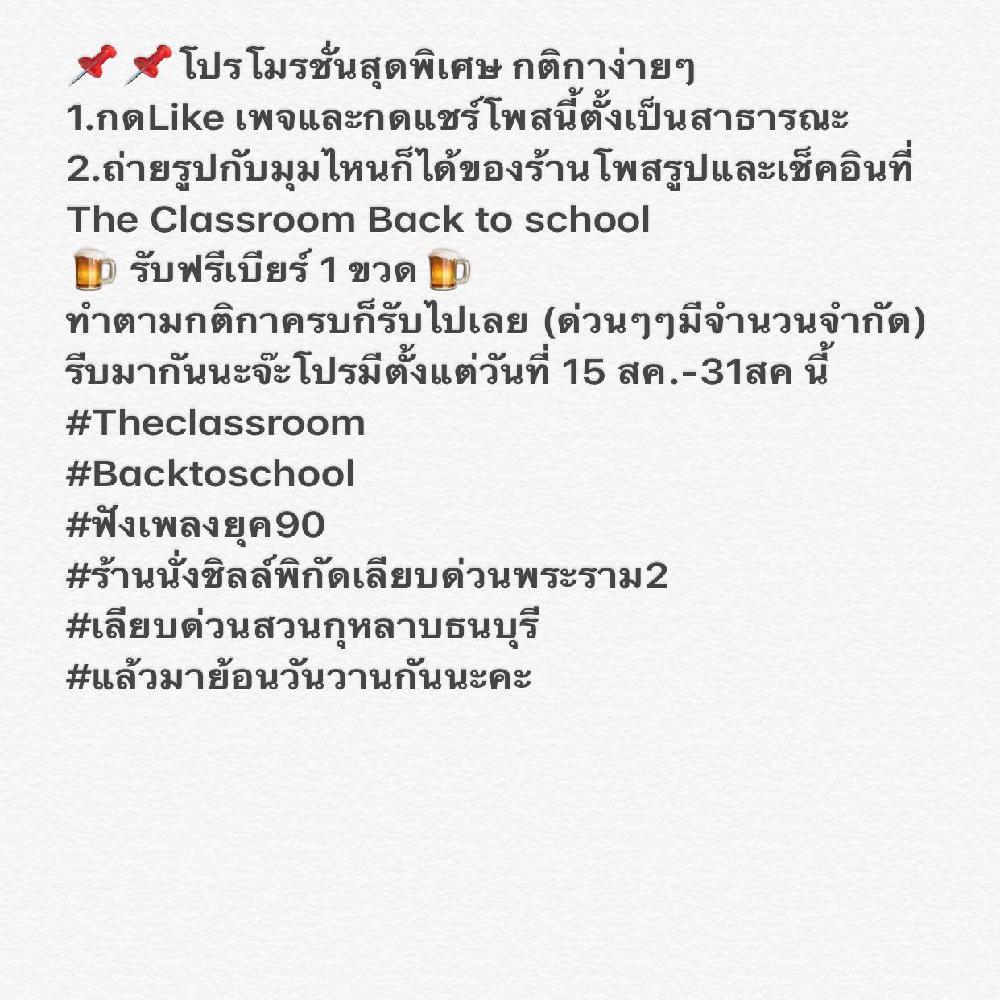 📌 📌 โปรโมรชั่นสุดพิเศษ กติกาง่ายๆ
1.กดLike เพจและกดแชร์โพสนี้ตั้งเป็นสาธารณะ
2.ถ่ายรูปกับมุมไหนก็ได้ของร้านโพสรูปและเช็คอินที่
The Classroom Back to school
🍺 รับฟรีเบียร์ 1 ขวด 🍺
ทำตามกติกาครบก็รับไปเลย (ด่วนๆๆมีจำนวนจำกัด)
รีบมากันนะจ๊ะโปรมีตั้งแต่วันที่ 15 สค.-31สค นี้
#Theclassroom
#Backtoschool
#ฟังเพลงยุค90
#ร้านนั่งชิลล์พิกัดเลียบด่วนพระราม2
#เลียบด่วนสวนกุหลาบธนบุรี
#แล้วมาย้อนวันวานกันนะคะ